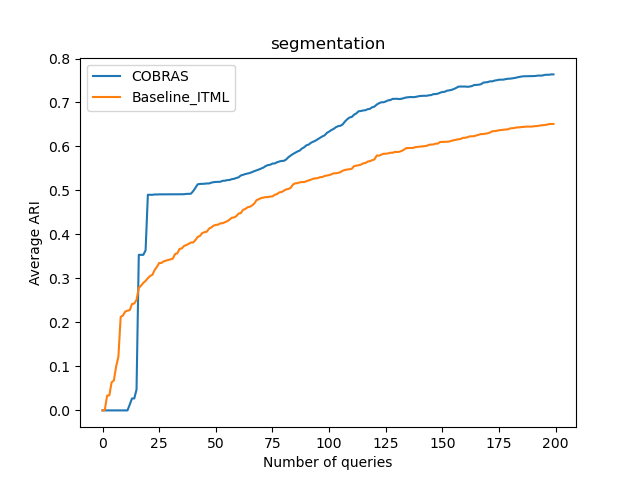 segmentation
COBRAS
Baseline_ITML
Average ARI
0.8
0.7
0.6
0.5
0.4
0.3
0.2
0.1
0.0
0 25 50 75 100 125 150 175 200
Number of queries